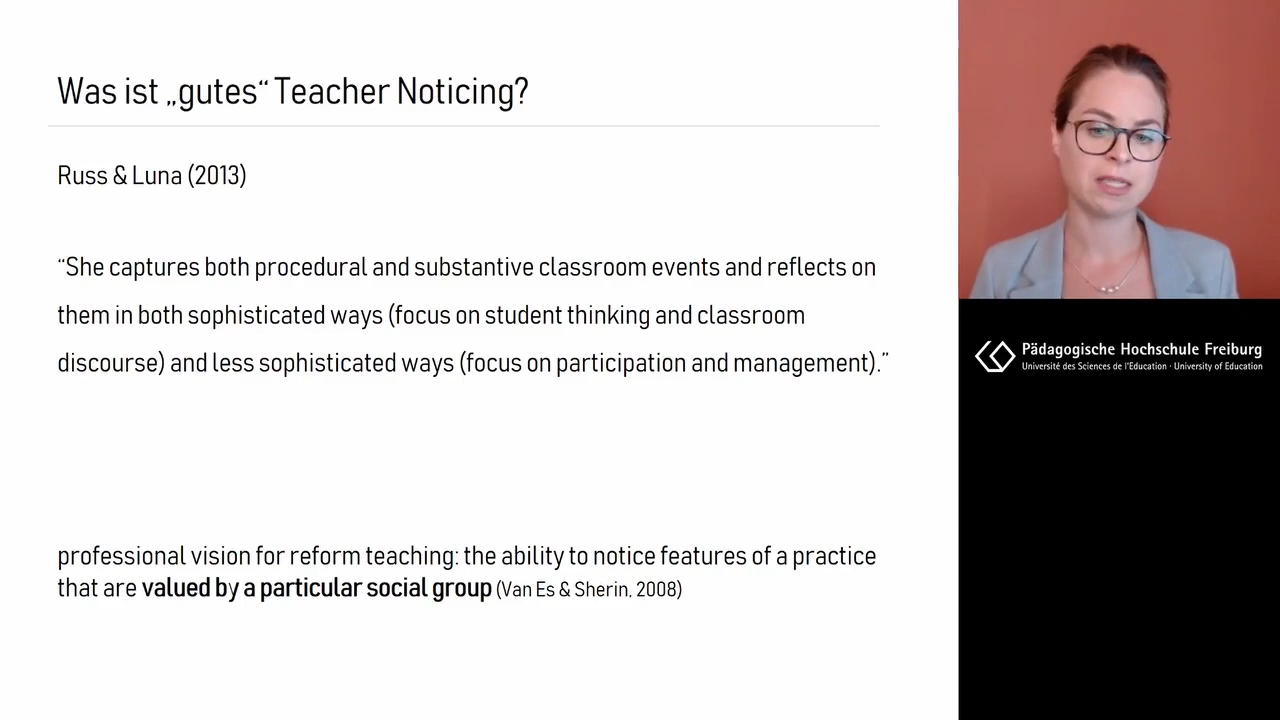 Was ist „gutes“ Teacher Noticing?
Russ & Luna (2013)
“She captures both procedural and substantive classroom events and reflects on
them in both sophisticated ways (focus on student thinking and classroom
discourse) and less sophisticated ways (focus on participation and management).”
professional vision for reform teaching: the ability to notice features of a practice
that are valued by a particular social group (Van Es & Sherin, 2008)
Pädagogische Hochschule Freiburg
Université des Sciences de l'Education · University of Education